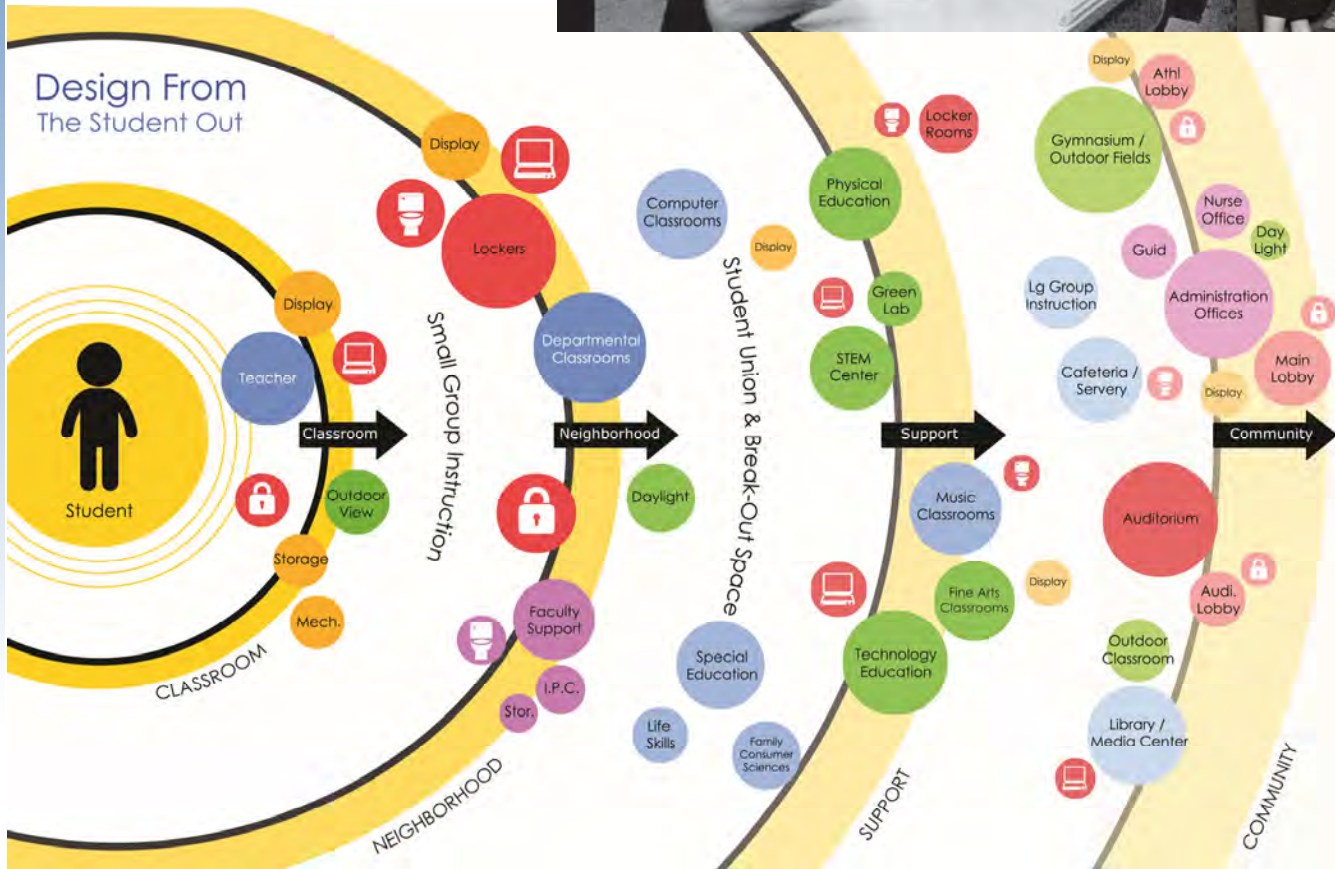 Design From
The Student Out
Student
Teacher
Display
Classroom
Outdoor
View
Storage
Mech.
CLASSROOM
Small Group Instruction
Display
Lockers
Departmental
Classrooms
Neighborhood
Daylight
Faculty
Support
I.P.C.
Stor.
NEIGHBORHOOD
Computer
Classrooms
Display
Student Union & Break-Out Space
Special
Education
Life
Skills
Family
Consumer
Sciences
Locker
Rooms
Physical
Education
Green
Lab
STEM
Center
Support
Music
Classrooms
Fine Arts
Classrooms
Display
Technology
Education
SUPPORT
Display
Athl
Lobby
Gymnasium /
Outdoor Fields
Nurse
Office
Guid
Day
Light
Lg Group
Instruction
Administration
Offices
Cafeteria /
Servery
Main
Lobby
Display
Community
Auditorium
Audi.
Lobby
Outdoor
Classroom
Library /
Media Center
COMMUNITY